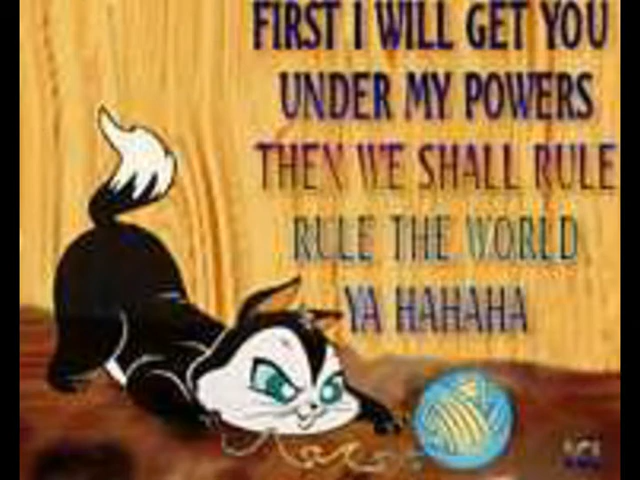 FIRST I WILL GET YOU
UNDER MY POWERS
THEN WE SHALL RULE
RULE THE WORLD
YA HAHAHA